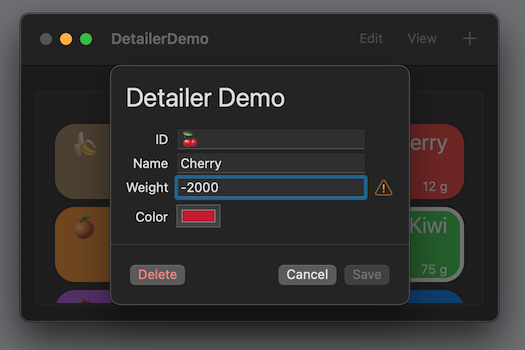 DetailerDemo
Edit
View
Detailer Demo
ID
Name Cherry
Weight -2000
Color
erry
12 g
Kiwi
75 g
Delete
Cancel
Save